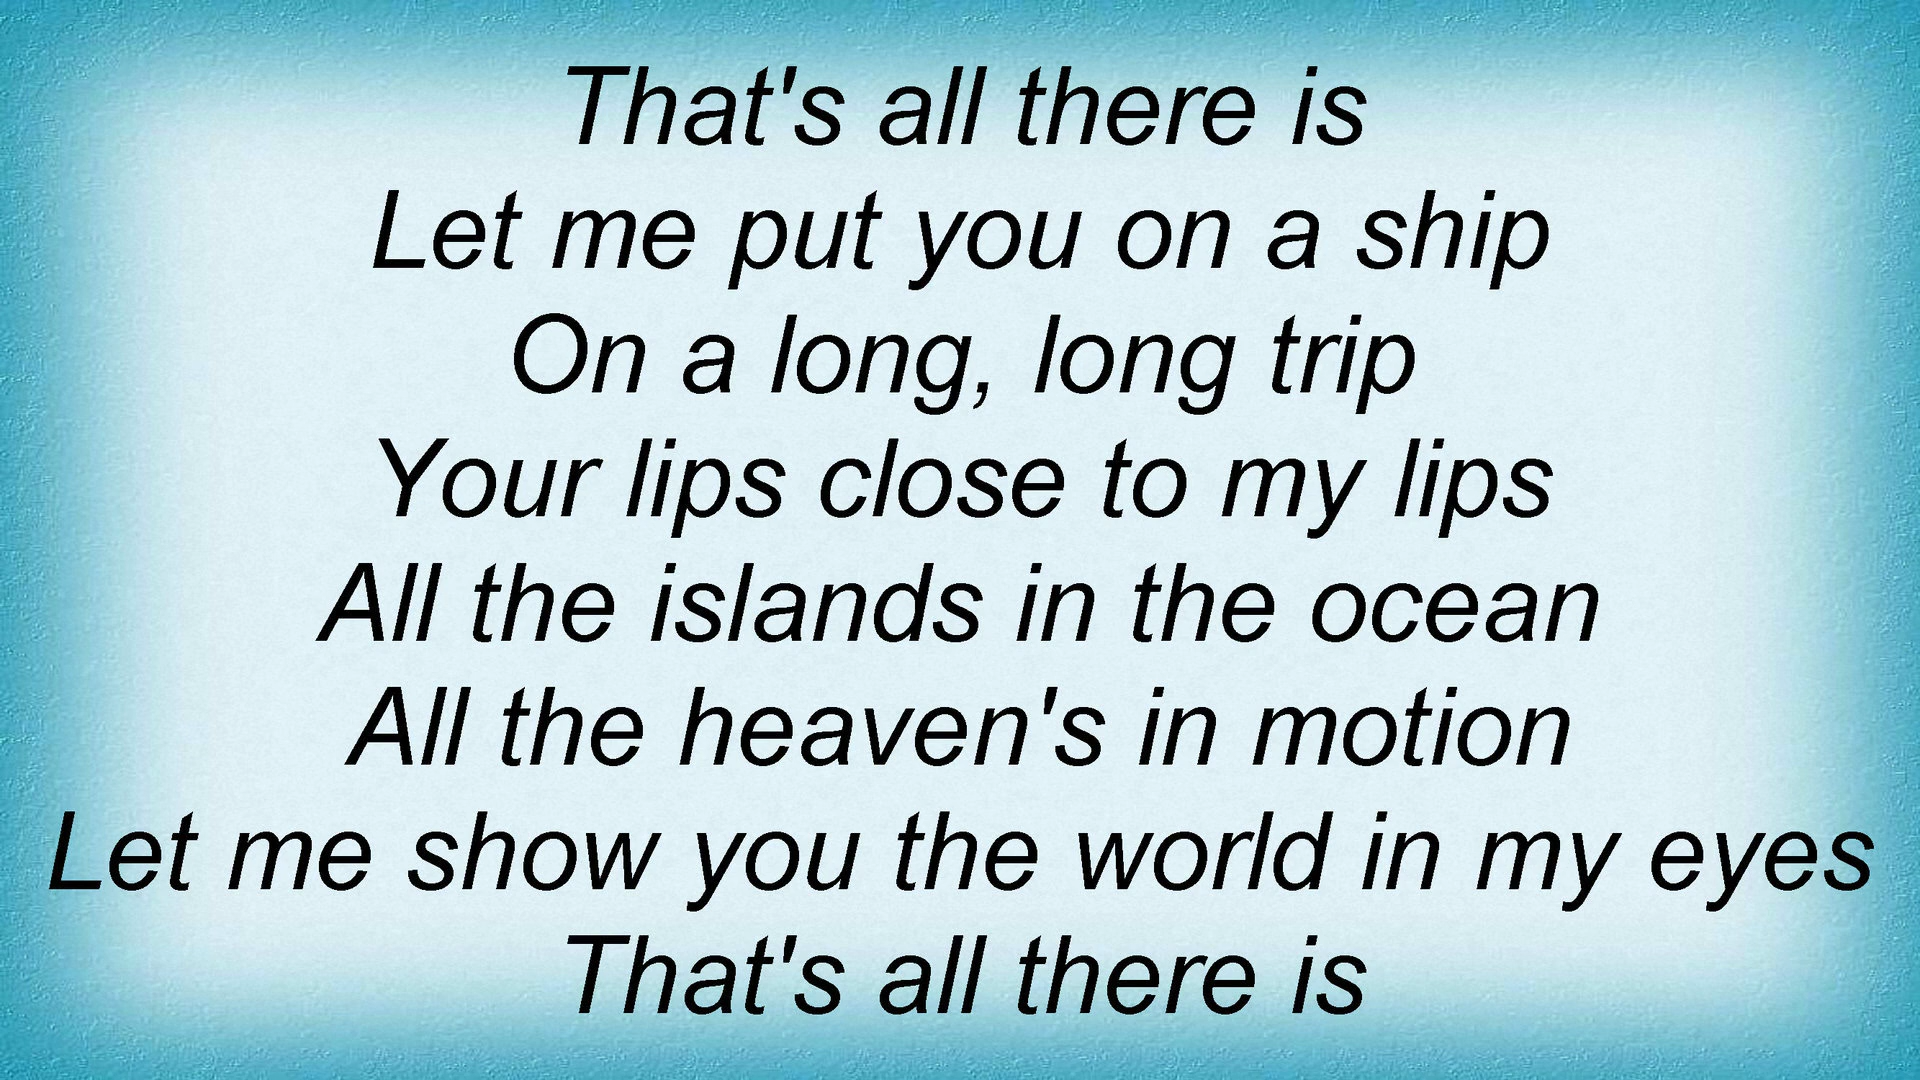 That's all there is
Let me put you on a ship
On a long, long trip
Your lips close to my lips
All the islands in the ocean
All the heaven's in motion
Let me show you the world in my eyes
That's all there is